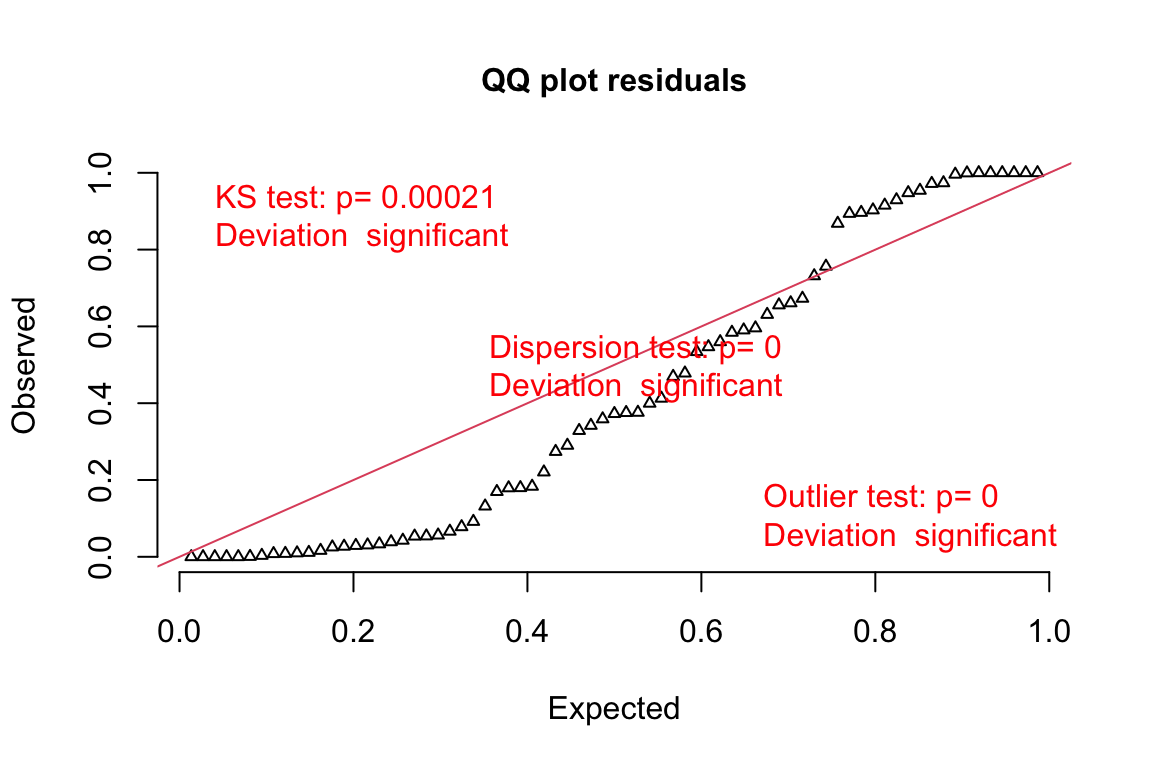 QQ plot residuals
KS test: p= 0.00021
Deviation  significant
Dispersion test: p= 0
Deviation  significant
Outlier test: p= 0
Deviation  significant
Observed
1.0
0.8
0.6
0.4
0.2
0.0
0.0 0.2 0.4 0.6 0.8 1.0
Expected